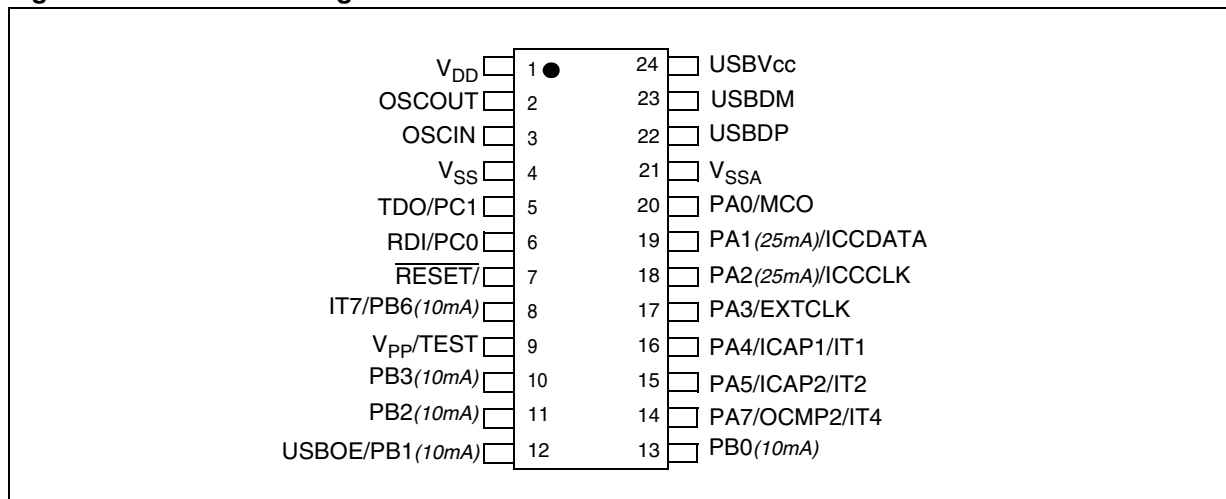 V_DD 1 24 USBVcc
OSCOUT 2 23 USBDM
OSCIN 3 22 USBDP
V_SS 4 21 V_SSA
TDO/PC1 5 20 PA0/MCO
RDI/PC0 6 19 PA1(25mA)/ICCDATA
RESET/ 7 18 PA2(25mA)/ICCCLK
IT7/PB6(10mA) 8 17 PA3/EXTCLK
V_PP/TEST 9 16 PA4/ICAP1/IT1
PB3(10mA) 10 15 PA5/ICAP2/IT2
PB2(10mA) 11 14 PA7/OCMP2/IT4
USBOE/PB1(10mA) 12 13 PB0(10mA)